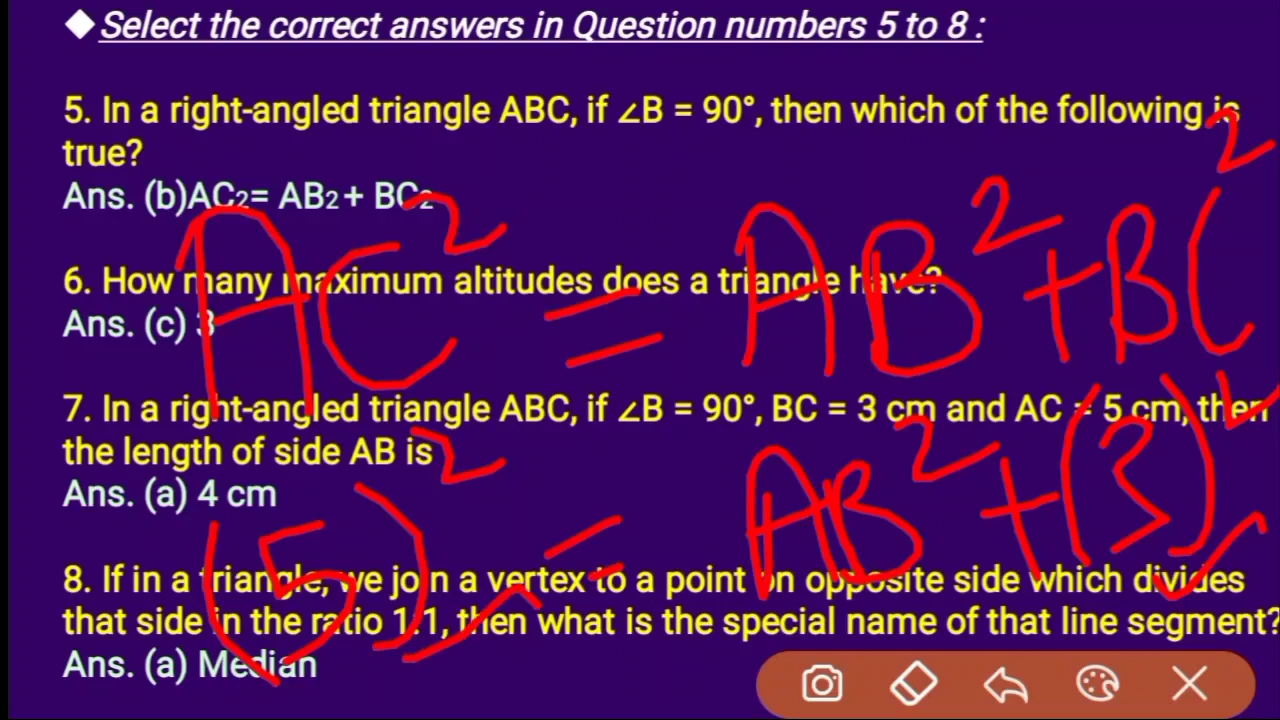 ◆Select the correct answers in Question numbers 5 to 8 :
5. In a right-angled triangle ABC, if ∠B = 90°, then which of the following is
true?
Ans. (b)AC2= AB2 + BC2
AC² = AB² + BC²
6. How many maximum altitudes does a triangle have?
Ans. (c) 3
7. In a right-angled triangle ABC, if ∠B = 90°, BC = 3 cm and AC = 5 cm, then
the length of side AB is
Ans. (a) 4 cm
(5)² = AB² + (3)²
8. If in a triangle, we join a vertex to a point on opposite side which divides
that side in the ratio 1:1, then what is the special name of that line segment?
Ans. (a) Median